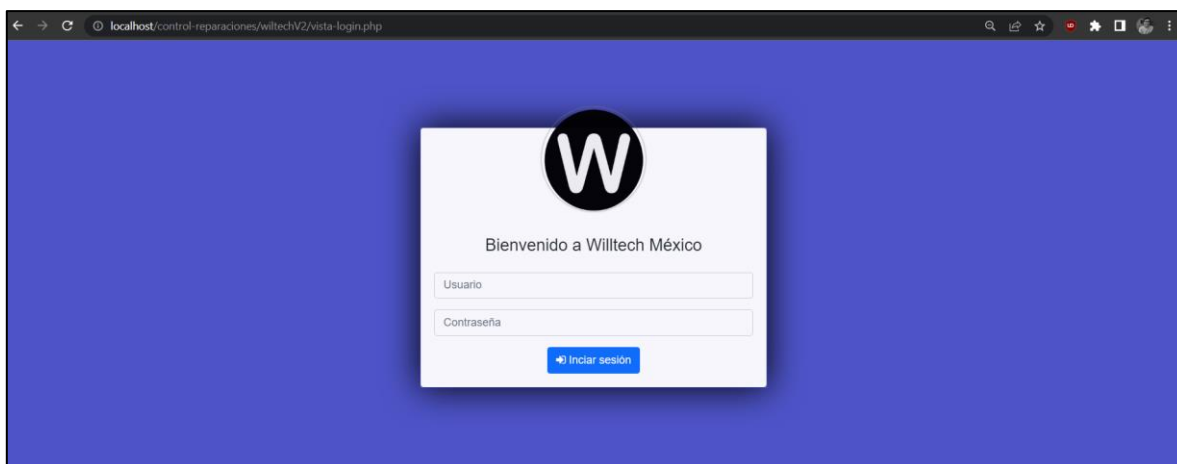 localhost/control-reparaciones/wiltechV2/vista-login.php
W
Bienvenido a Willtech México
Usuario
Contraseña
Inciar sesión